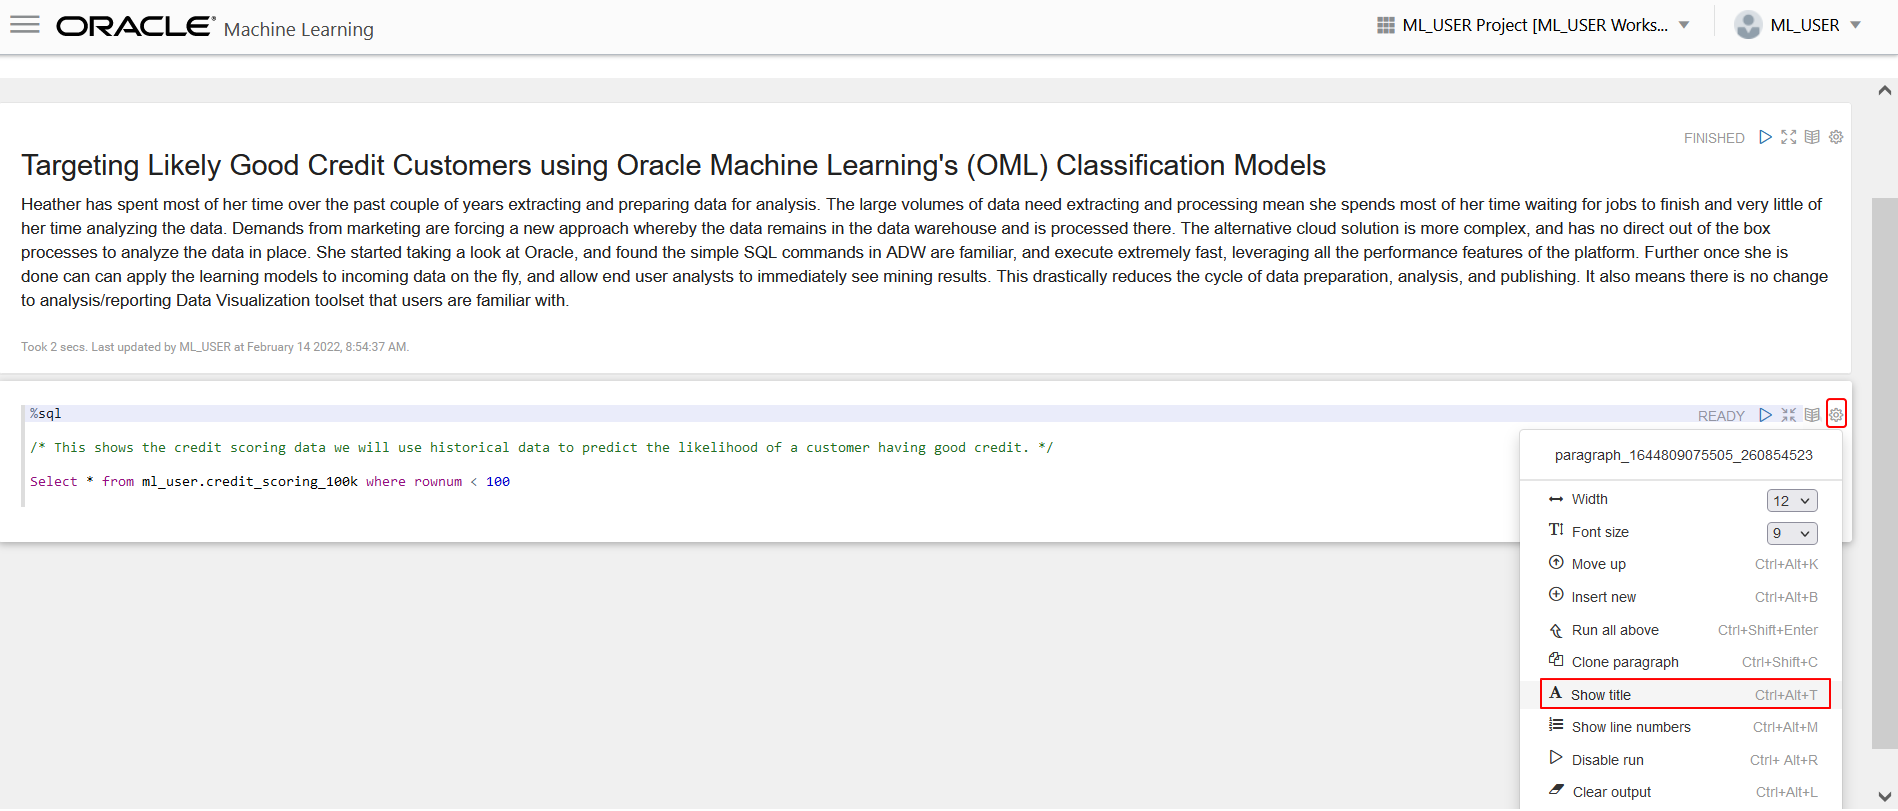 ORACLE® Machine Learning
ML_USER Project [ML_USER Works...
ML_USER
FINISHED
Targeting Likely Good Credit Customers using Oracle Machine Learning's (OML) Classification Models
Heather has spent most of her time over the past couple of years extracting and preparing data for analysis. The large volumes of data need extracting and processing mean she spends most of her time waiting for jobs to finish and very little of
her time analyzing the data. Demands from marketing are forcing a new approach whereby the data remains in the data warehouse and is processed there. The alternative cloud solution is more complex, and has no direct out of the box
processes to analyze the data in place. She started taking a look at Oracle, and found the simple SQL commands in ADW are familiar, and execute extremely fast, leveraging all the performance features of the platform. Further once she is
done can can apply the learning models to incoming data on the fly, and allow end user analysts to immediately see mining results. This drastically reduces the cycle of data preparation, analysis, and publishing. It also means there is no change
to analysis/reporting Data Visualization toolset that users are familiar with.
Took 2 secs. Last updated by ML_USER at February 14 2022, 8:54:37 AM.
%sql
READY
/* This shows the credit scoring data we will use historical data to predict the likelihood of a customer having good credit. */
Select * from ml_user.credit_scoring_100k where rownum < 100
paragraph_1644809075505_260854523
Width 12
Font size 9
Move up Ctrl+Alt+K
Insert new Ctrl+Alt+B
Run all above Ctrl+Shift+Enter
Clone paragraph Ctrl+Shift+C
Show title Ctrl+Alt+T
Show line numbers Ctrl+Alt+M
Disable run Ctrl+ Alt+R
Clear output Ctrl+Alt+L